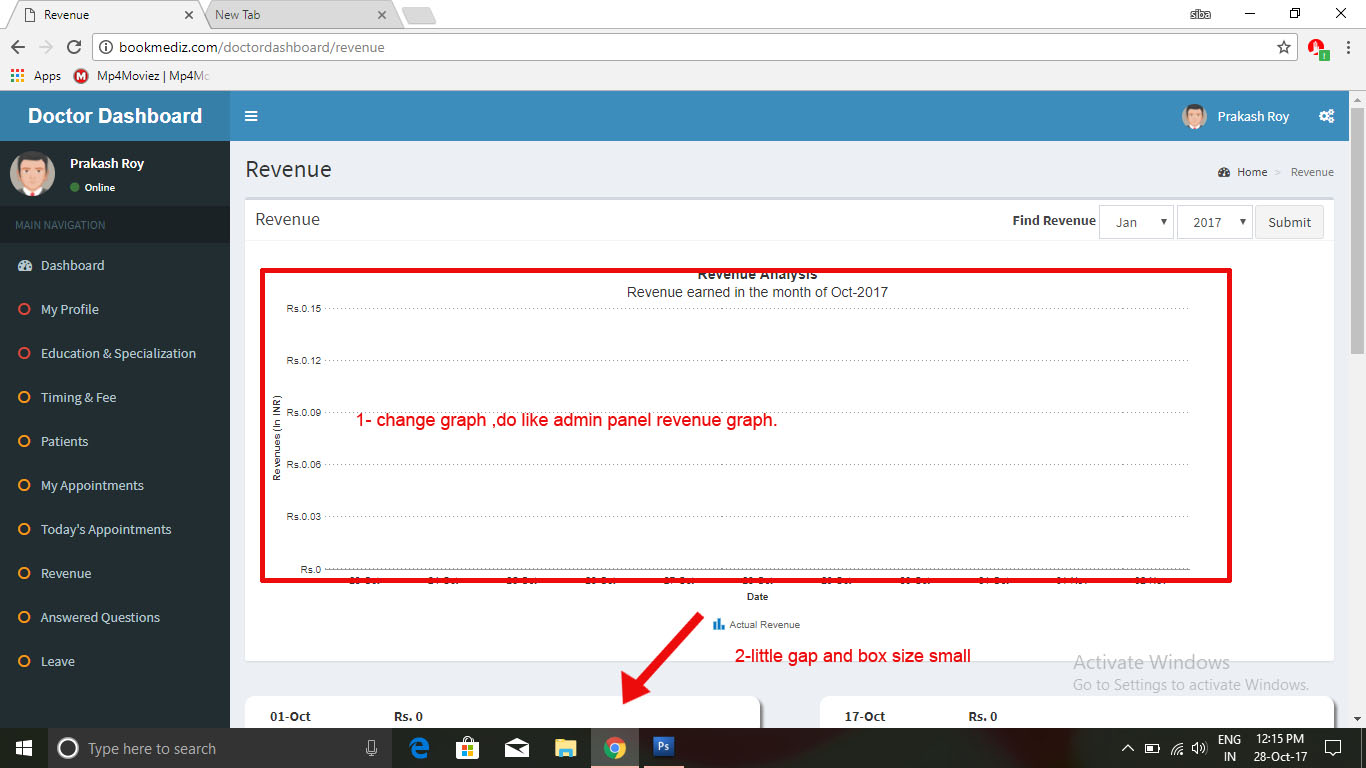 Revenue
New Tab
siba
bookmediz.com/doctordashboard/revenue
Apps
Mp4Moviez | Mp4Mo
Doctor Dashboard
Prakash Roy
Prakash Roy
Online
Revenue
Home > Revenue
MAIN NAVIGATION
Revenue
Find Revenue Jan 2017 Submit
Dashboard
My Profile
Education & Specialization
Timing & Fee
Patients
My Appointments
Today's Appointments
Revenue
Answered Questions
Leave
Revenue Analysis
Revenue earned in the month of Oct-2017
Rs.0.15
Rs.0.12
Rs.0.09
Rs.0.06
Rs.0.03
Rs.0
Revenues (In INR)
1- change graph ,do like admin panel revenue graph.
Date
Actual Revenue
2-little gap and box size small
Activate Windows
Go to Settings to activate Windows.
01-Oct Rs. 0
17-Oct Rs. 0
Type here to search
Ps
ENG
IN
12:15 PM
28-Oct-17